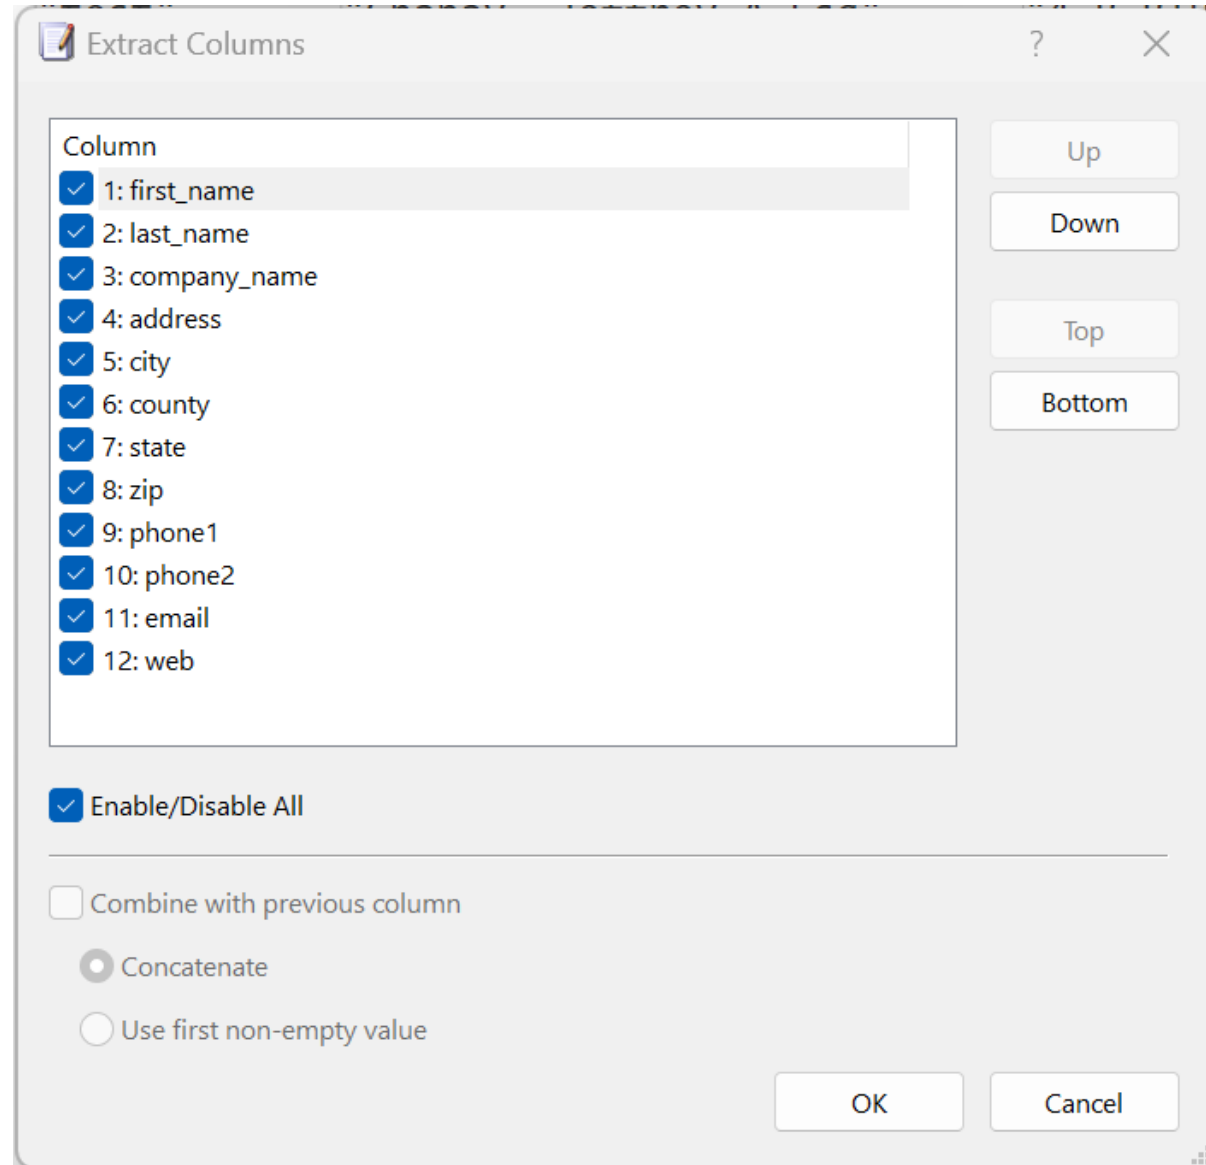 Extract Columns
Column
1: first_name
2: last_name
3: company_name
4: address
5: city
6: county
7: state
8: zip
9: phone1
10: phone2
11: email
12: web
Up
Down
Top
Bottom
Enable/Disable All
Combine with previous column
Concatenate
Use first non-empty value
OK
Cancel